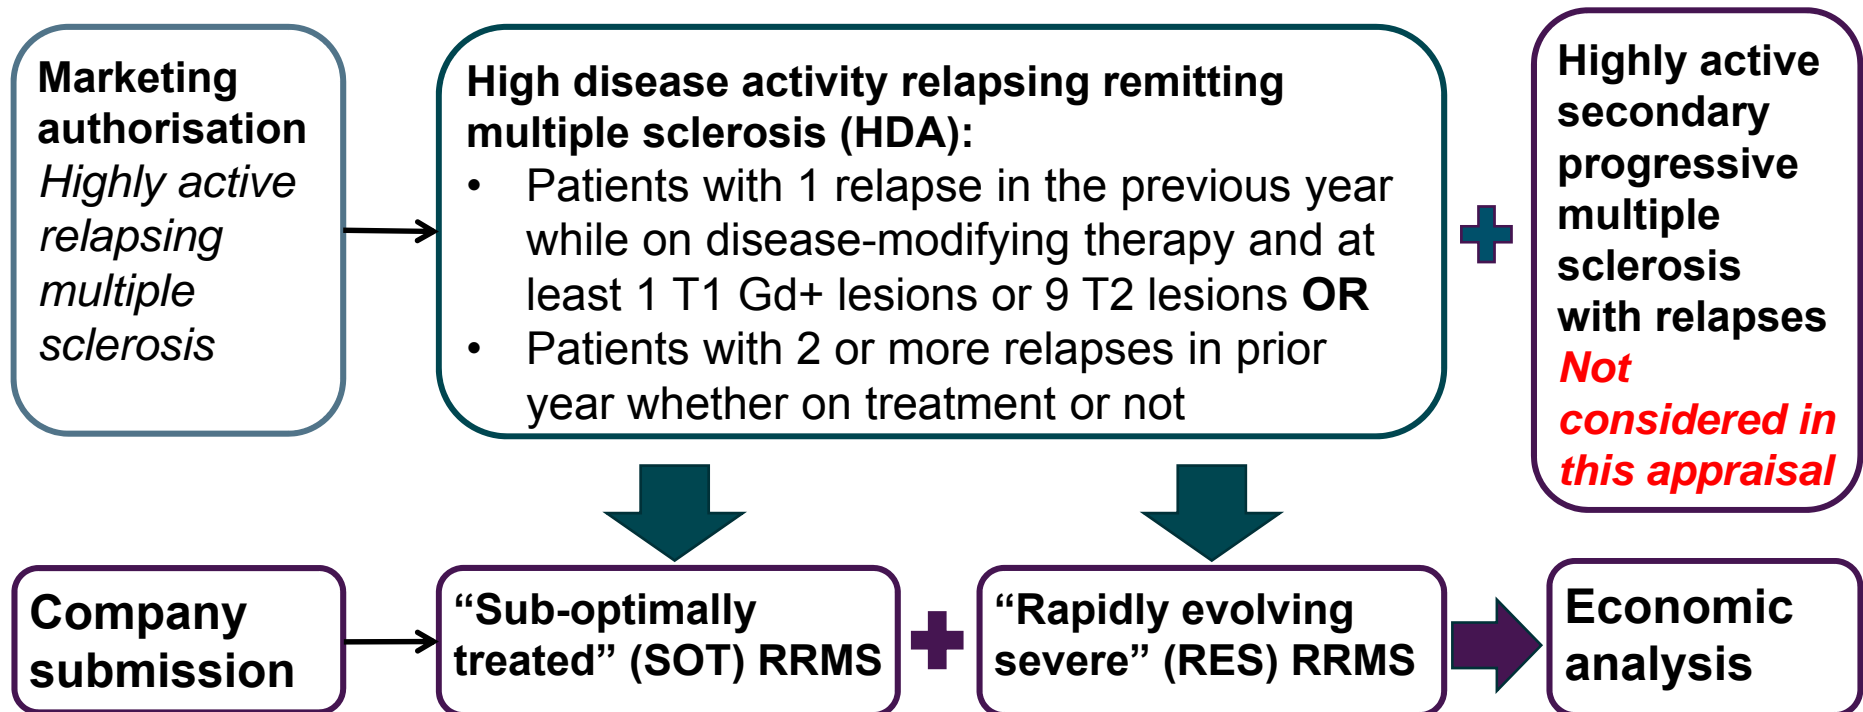 Marketing
authorisation
Highly active
relapsing
multiple
sclerosis
High disease activity relapsing remitting
multiple sclerosis (HDA):
• Patients with 1 relapse in the previous year
while on disease-modifying therapy and at
least 1 T1 Gd+ lesions or 9 T2 lesions OR
• Patients with 2 or more relapses in prior
year whether on treatment or not
Highly active
secondary
progressive
multiple
sclerosis
with relapses
Not
considered in
this appraisal
Company
submission
“Sub-optimally
treated” (SOT) RRMS
“Rapidly evolving
severe” (RES) RRMS
Economic
analysis